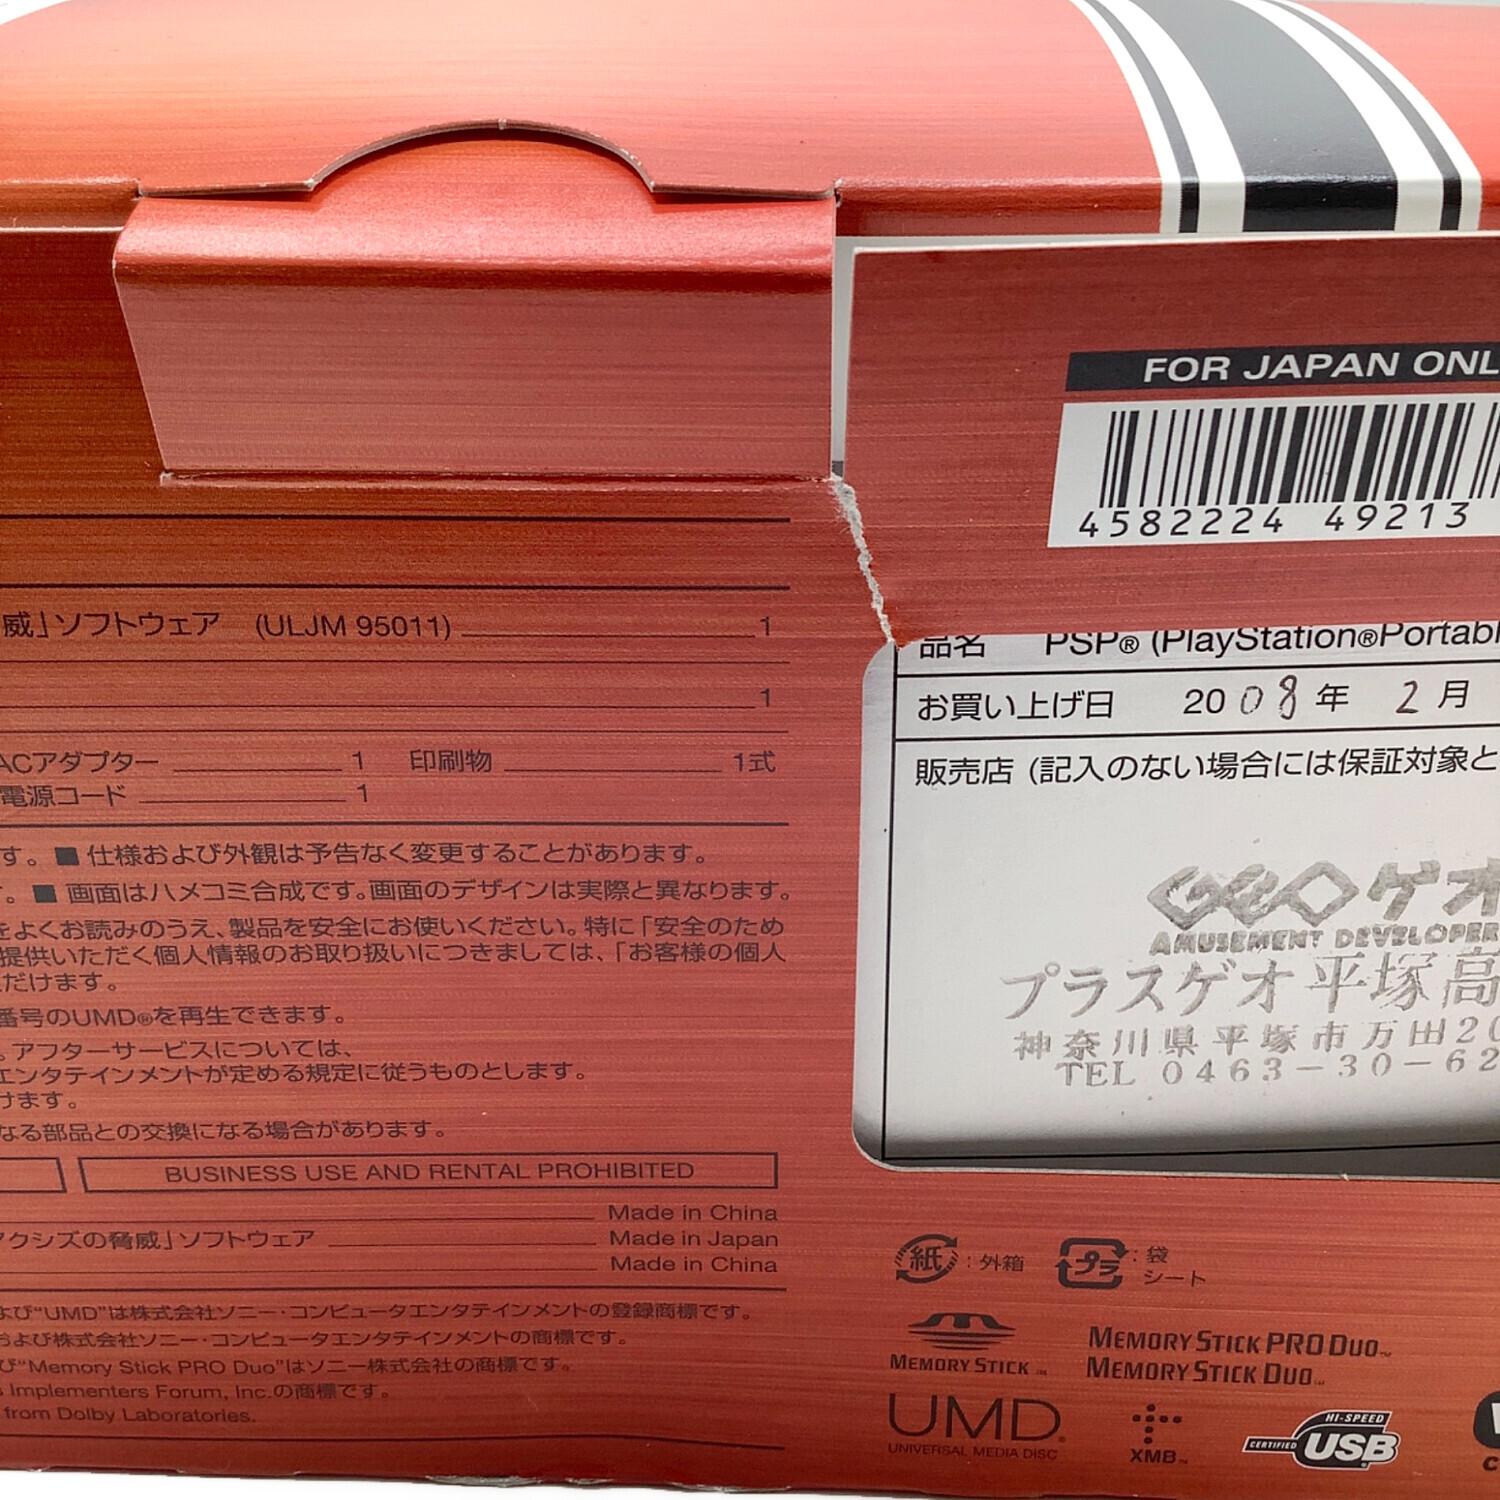 FOR JAPAN ONL
4582224 49213
威」ソフトウェア (ULJM 95011) 1
1
ACアダプター 1 印刷物 1式
電源コード 1
す。■ 仕様および外観は予告なく変更することがあります。
。■ 画面はハメコミ合成です。画面のデザインは実際と異なります。
をよくお読みのうえ、製品を安全にお使いください。特に「安全のため
提供いただく個人情報のお取り扱いにつきましては、「お客様の個人
ただけます。
番号のUMD®を再生できます。
。アフターサービスについては、
エンタテインメントが定める規定に従うものとします。
けます。
なる部品との交換になる場合があります。
BUSINESS USE AND RENTAL PROHIBITED
Made in China
アクシズの脅威」ソフトウェア Made in Japan
Made in China
よび“UMD”は株式会社ソニー・コンピュータエンタテインメントの登録商標です。
および株式会社ソニー・コンピュータエンタテインメントの商標です。
び“Memory Stick PRO Duo”はソニー株式会社の商標です。
s Implementers Forum, Inc.の商標です。
from Dolby Laboratories.
品名 PSP® (PlayStation®Portabl
お買い上げ日 2008年 2月
販売店 (記入のない場合には保証対象と
GEO ゲオ
AMUSEMENT DEVELOPER
プラスゲオ平塚高
神奈川県平塚市万田20
TEL 0463-30-62
紙 : 外箱 プラ : 袋
シート
MEMORY STICK™
MEMORY STICK PRO DUO™
MEMORY STICK DUO™
UMD®
UNIVERSAL MEDIA DISC
XMB™
HI-SPEED
CERTIFIED USB